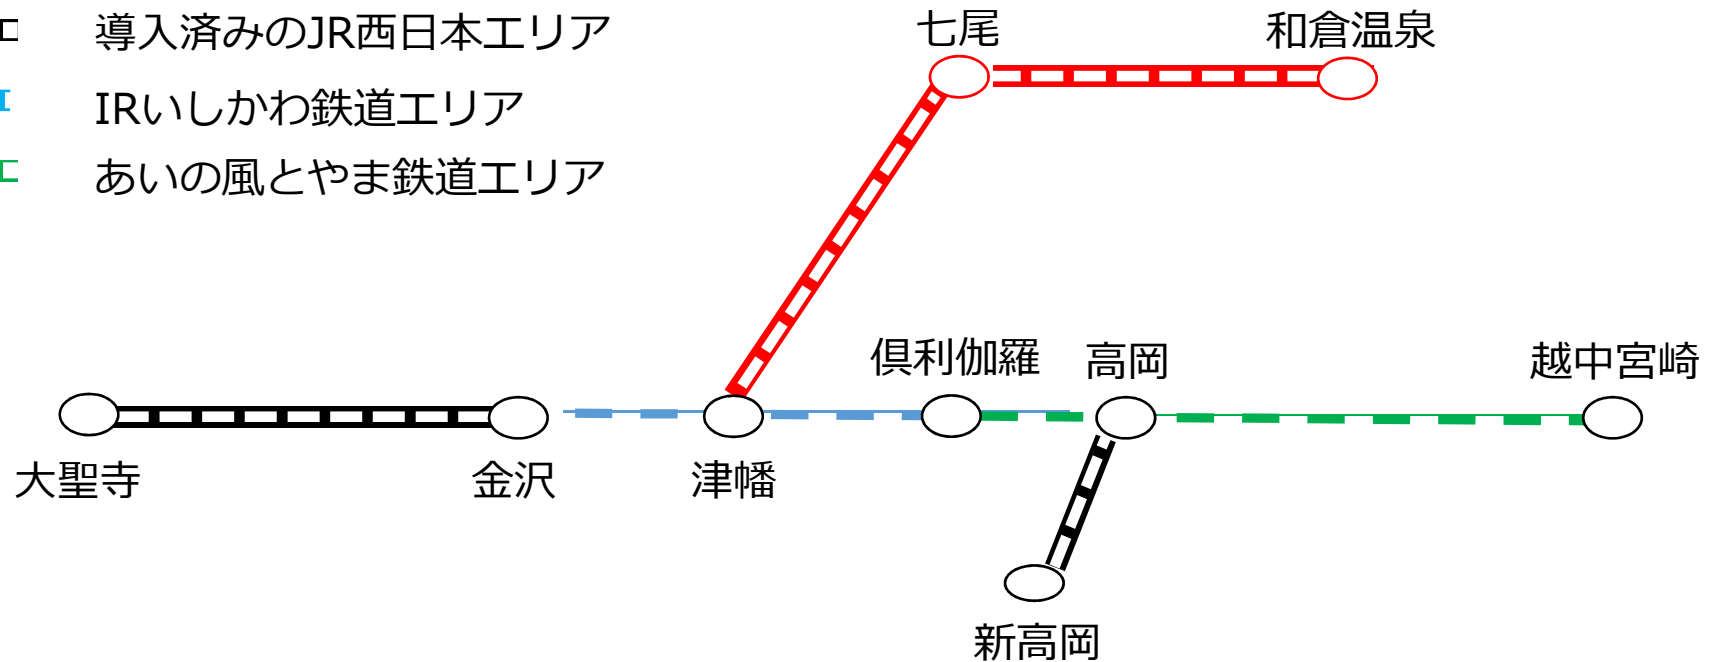 導入済みのJR西日本エリア
IRいしかわ鉄道エリア
あいの風とやま鉄道エリア
七尾
和倉温泉
倶利伽羅
高岡
越中宮崎
大聖寺
金沢
津幡
新高岡